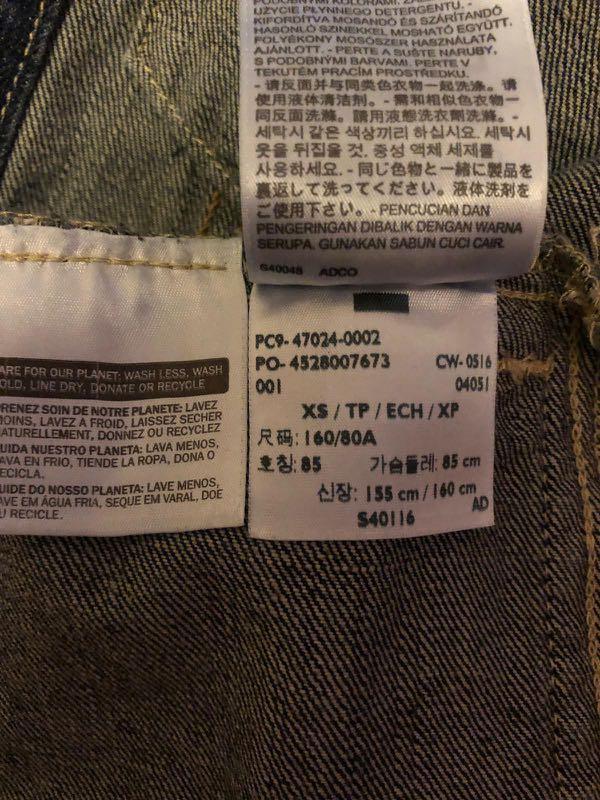 UŻYCIE PŁYNNEGO DETERGENTU. -
KIFORDÍTVA MOSANDÓ ÉS SZÁRÍTANDÓ
HASONLÓ SZÍNEKKEL MOSHATÓ EGYÜTT.
FOLYÉKONY MOSÓSZER HASZNÁLATA
AJÁNLOTT. - PERTE A SUŠTE NARUBY,
S PODOBNÝMI BARVAMI. PERTE V
TEKUTÉM PRACÍM PROSTŘEDKU.
- 请反面并与同类色衣物一起洗涤。请
使用液体清洁剂。- 需和相似色衣物一
同反面洗滌。請用液態洗衣劑洗滌。-
세탁시 같은 색상끼리 하십시요. 세탁시
옷을 뒤집을 것. 중성 액체 세제를
사용하세요. - 同じ色物と一緒に製品を
裏返して洗ってください。液体洗剤をご
使用下さい。- PENCUCIAN DAN
PENGERINGAN DIBALIK DENGAN WARNA
SERUPA. GUNAKAN SABUN CUCI CAIR.
S40048 ADCO
ARE FOR OUR PLANET: WASH LESS, WASH
OLD, LINE DRY, DONATE OR RECYCLE
PRENEZ SOIN DE NOTRE PLANETE: LAVEZ
MOINS, LAVEZ A FROID, LAISSEZ SECHER
NATURELLEMENT, DONNEZ OU RECYCLEZ
UIDA NUESTRO PLANETA: LAVA MENOS,
AVA EN FRIO, TIENDE LA ROPA, DONA O
ECICLA.
UIDE DO NOSSO PLANETA: LAVE MENOS,
AVE EM ÁGUA FRIA, SEQUE EM VARAL, DOE
U RECICLE.
PC9- 47024-0002
PO- 4528007673 CW- 0516
001 04051
XS / TP / ECH / XP
尺码: 160/80A
호칭: 85 가슴둘레: 85 cm
신장: 155 cm / 160 cm
AD
S40116